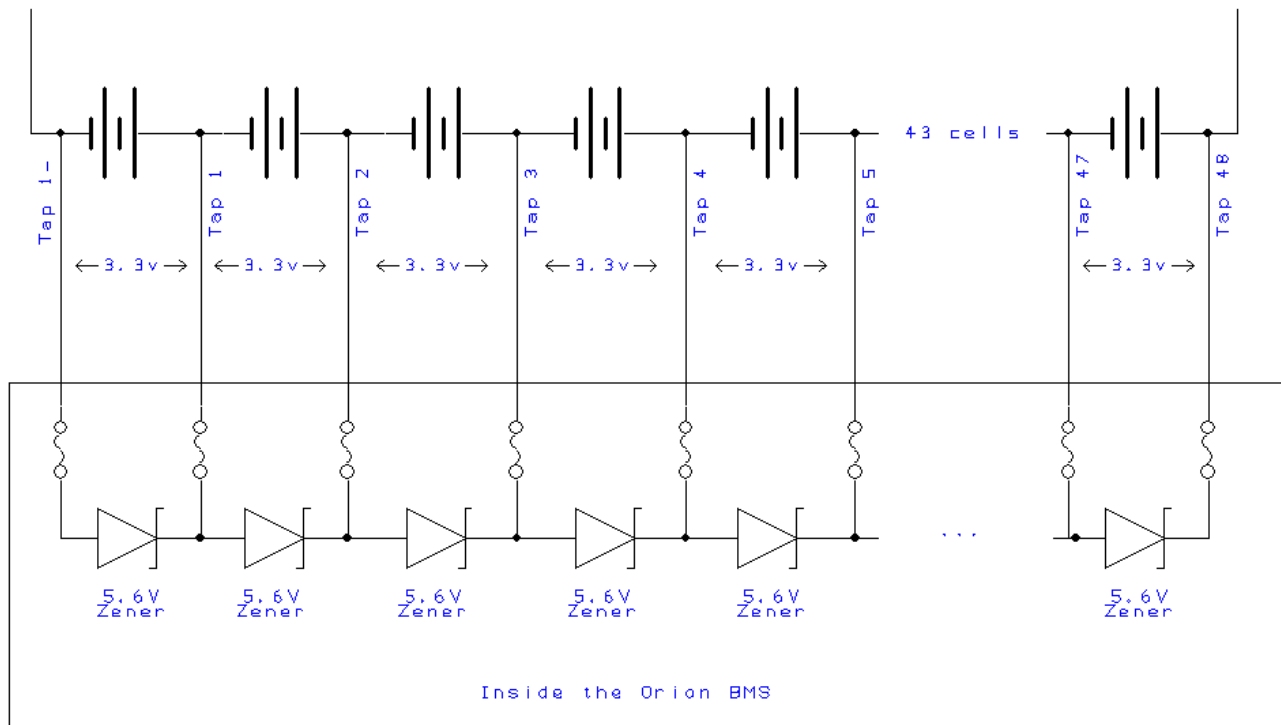 43 cells
Tap 1-
Tap 1
Tap 2
Tap 3
Tap 4
Tap 5
Tap 47
Tap 48
3.3v
3.3v
3.3v
3.3v
3.3v
3.3v
...
5.6V
Zener
5.6V
Zener
5.6V
Zener
5.6V
Zener
5.6V
Zener
5.6V
Zener
Inside the Orion BMS